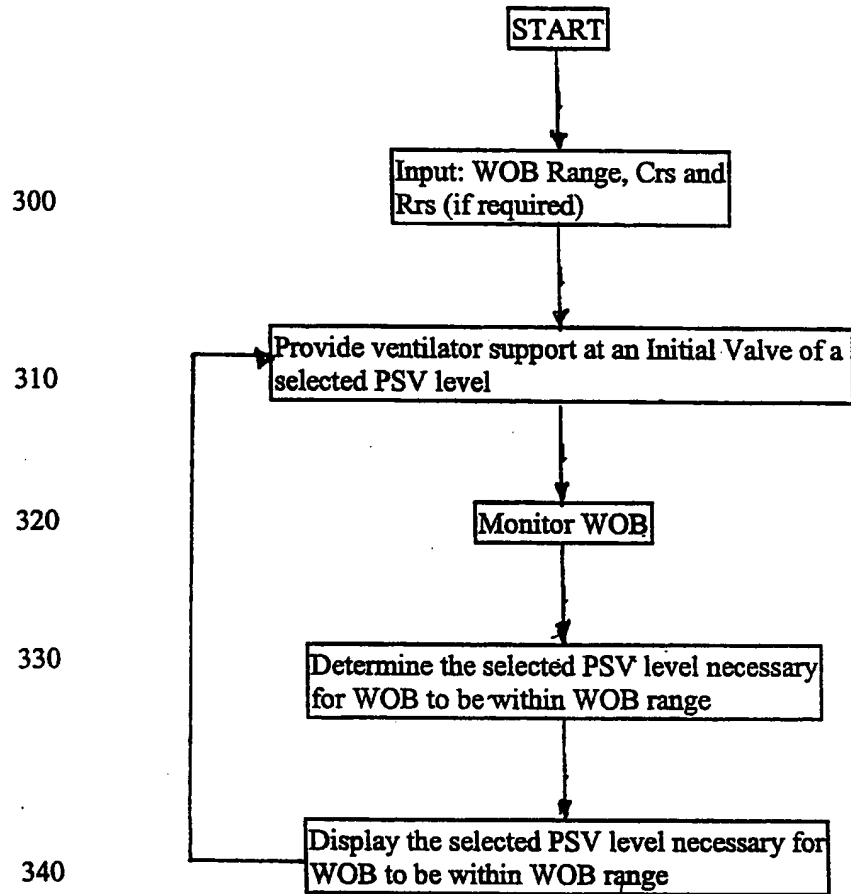 START
300
Input: WOB Range, Crs and
Rrs (if required)
310
Provide ventilator support at an Initial Valve of a
selected PSV level
320
Monitor WOB
330
Determine the selected PSV level necessary
for WOB to be within WOB range
340
Display the selected PSV level necessary for
WOB to be within WOB range